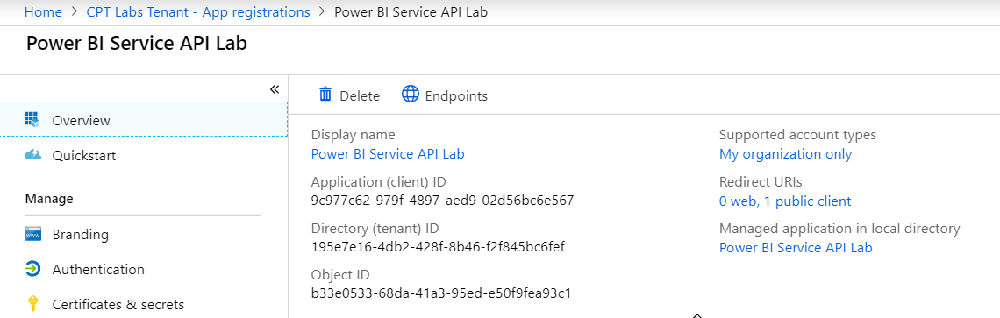 Home > CPT Labs Tenant - App registrations > Power BI Service API Lab
Power BI Service API Lab
«
Overview
Quickstart
Manage
Branding
Authentication
Certificates & secrets
Delete
Endpoints
Display name
Power BI Service API Lab
Application (client) ID
9c977c62-979f-4897-aed9-02d56bc6e567
Directory (tenant) ID
195e7e16-4db2-428f-8b46-f2f845bc6fef
Object ID
b33e0533-68da-41a3-95ed-e50f9fea93c1
Supported account types
My organization only
Redirect URIs
0 web, 1 public client
Managed application in local directory
Power BI Service API Lab